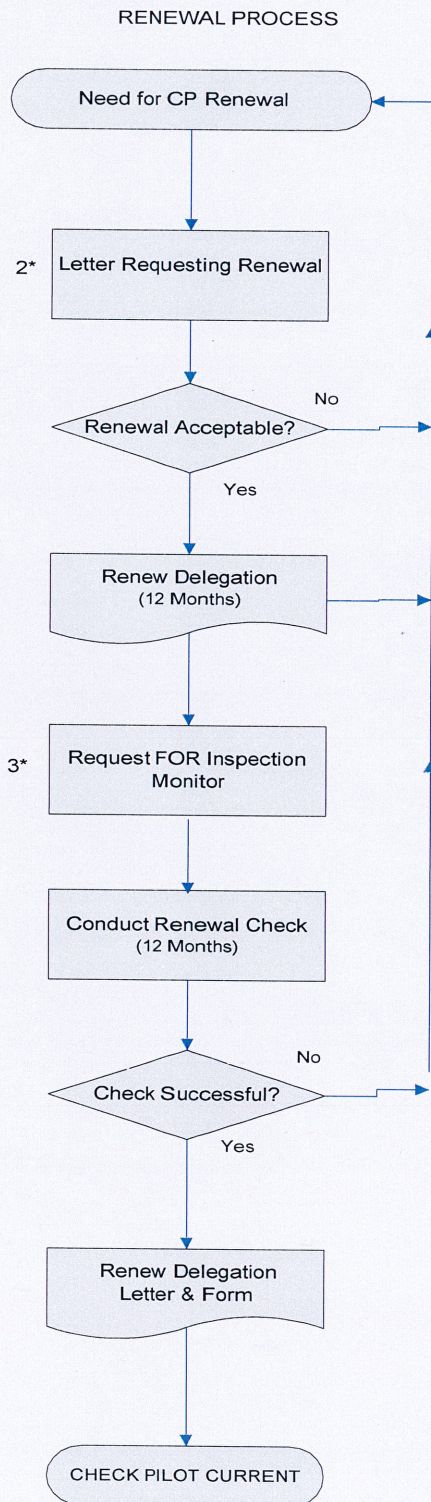 RENEWAL PROCESS
Need for CP Renewal
2*
Letter Requesting Renewal
No
Renewal Acceptable?
Yes
Renew Delegation
(12 Months)
3*
Request FOR Inspection
Monitor
Conduct Renewal Check
(12 Months)
No
Check Successful?
Yes
Renew Delegation
Letter & Form
CHECK PILOT CURRENT